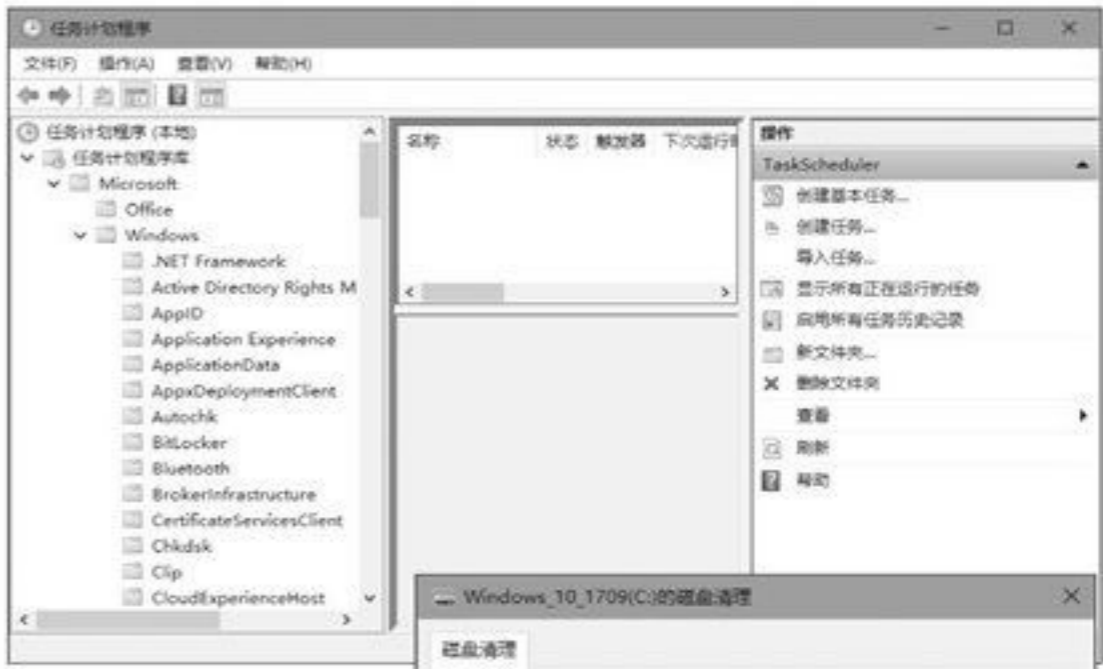 任务计划程序
文件(F) 操作(A) 查看(V) 帮助(H)
任务计划程序 (本地)
任务计划程序库
Microsoft
Office
Windows
.NET Framework
Active Directory Rights M
AppID
Application Experience
ApplicationData
AppxDeploymentClient
Autochk
BitLocker
Bluetooth
BrokerInfrastructure
CertificateServicesClient
Chkdsk
Clip
CloudExperienceHost
名称 状态 触发器 下次运行时
操作
TaskScheduler
创建基本任务...
创建任务...
导入任务...
显示所有正在运行的任务
启用所有任务历史记录
新文件夹...
删除文件夹
查看
刷新
帮助
Windows_10_1709(C:)的磁盘清理
磁盘清理